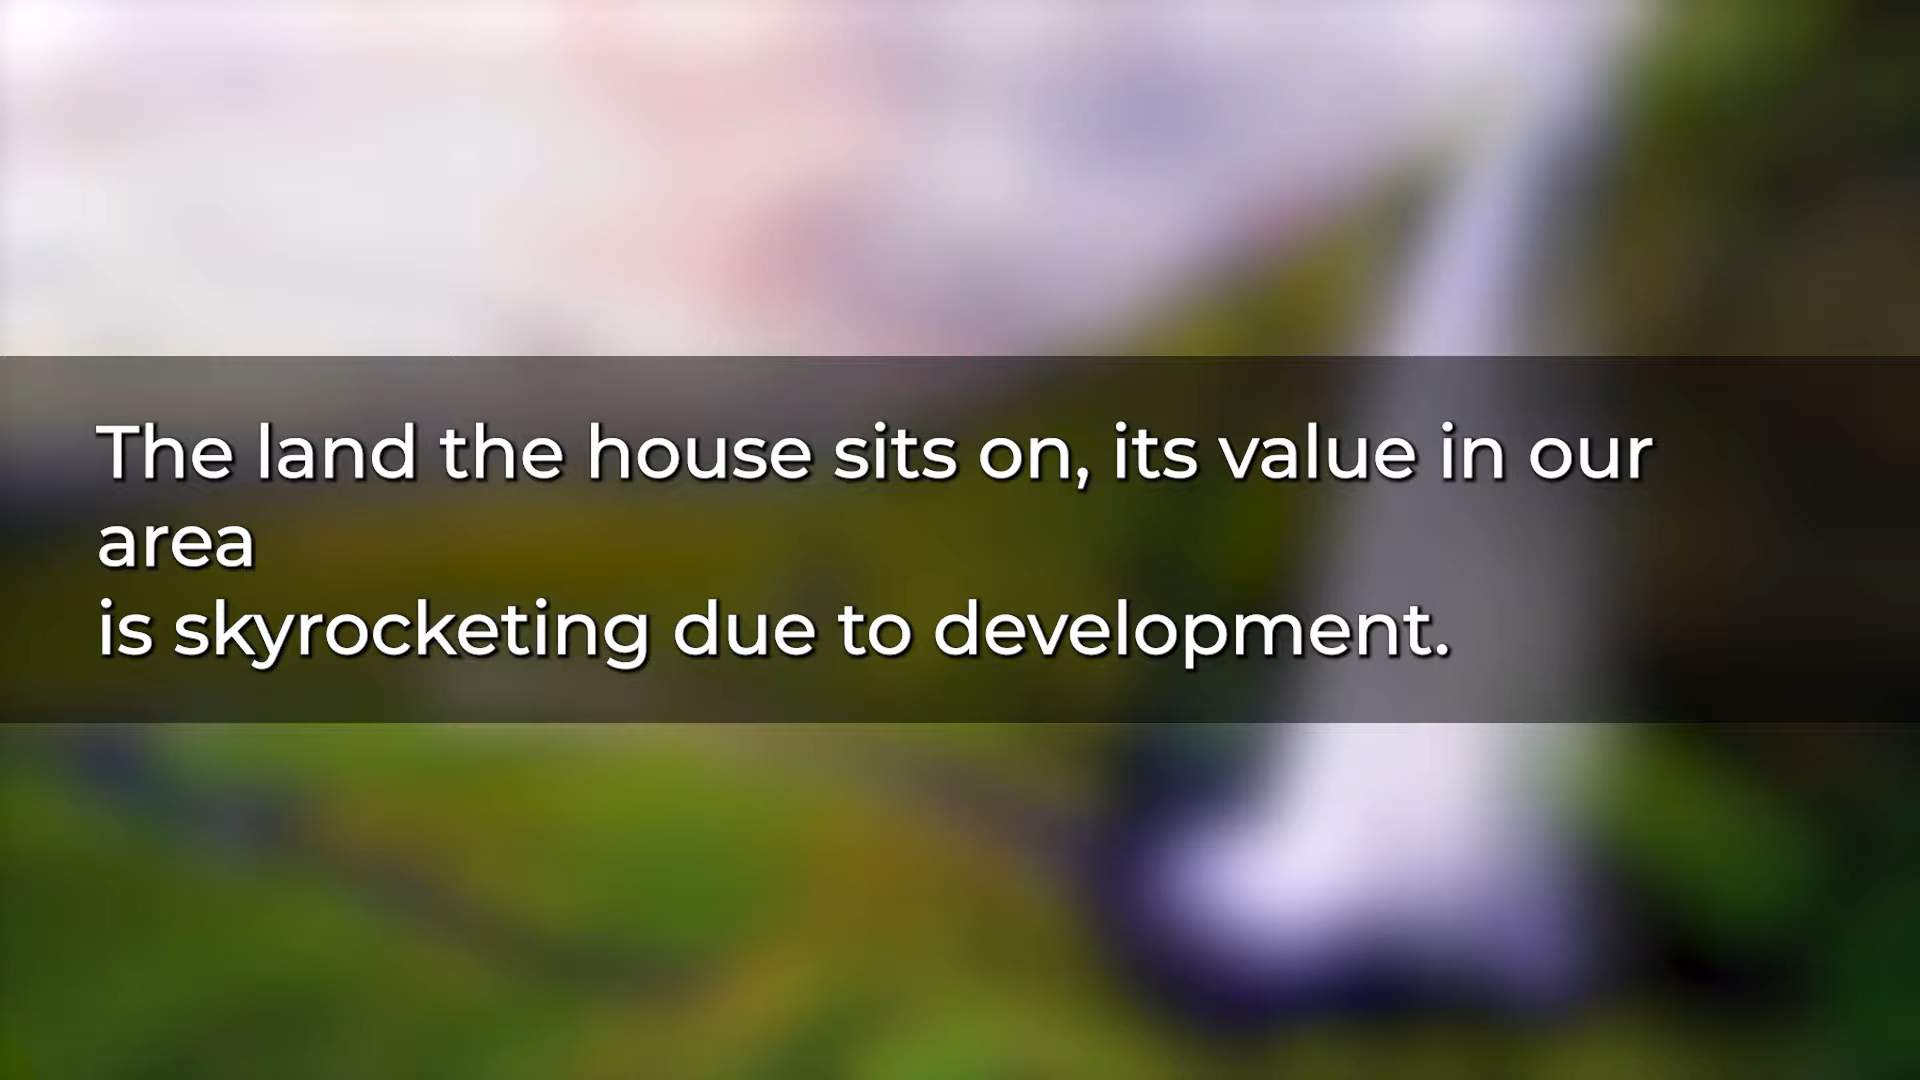 The land the house sits on, its value in our
area
is skyrocketing due to development.